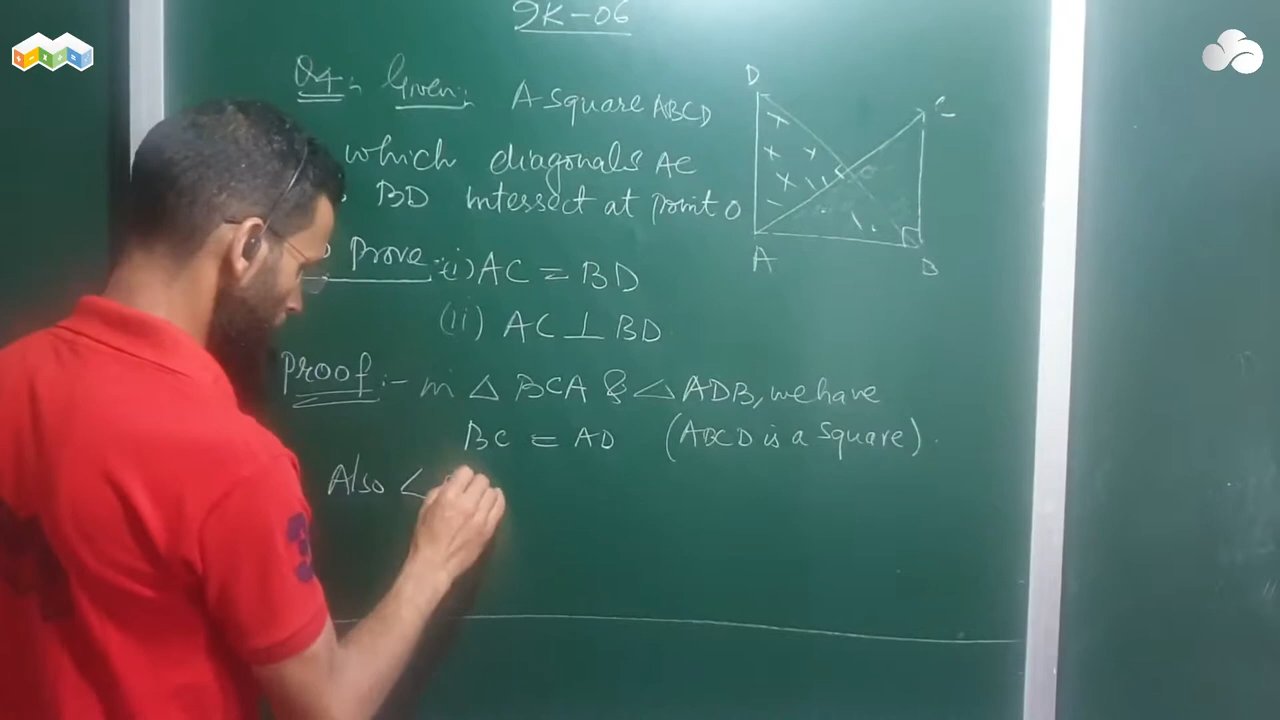 9K-06
Q4: Given: A square ABCD
which diagonals AC
BD intersect at point O
Prove:- (i) AC = BD
(ii) AC ⊥ BD
Proof:- in △ BCA & △ ADB, we have
BC = AD (ABCD is a square).
Also <
D
C
A
B